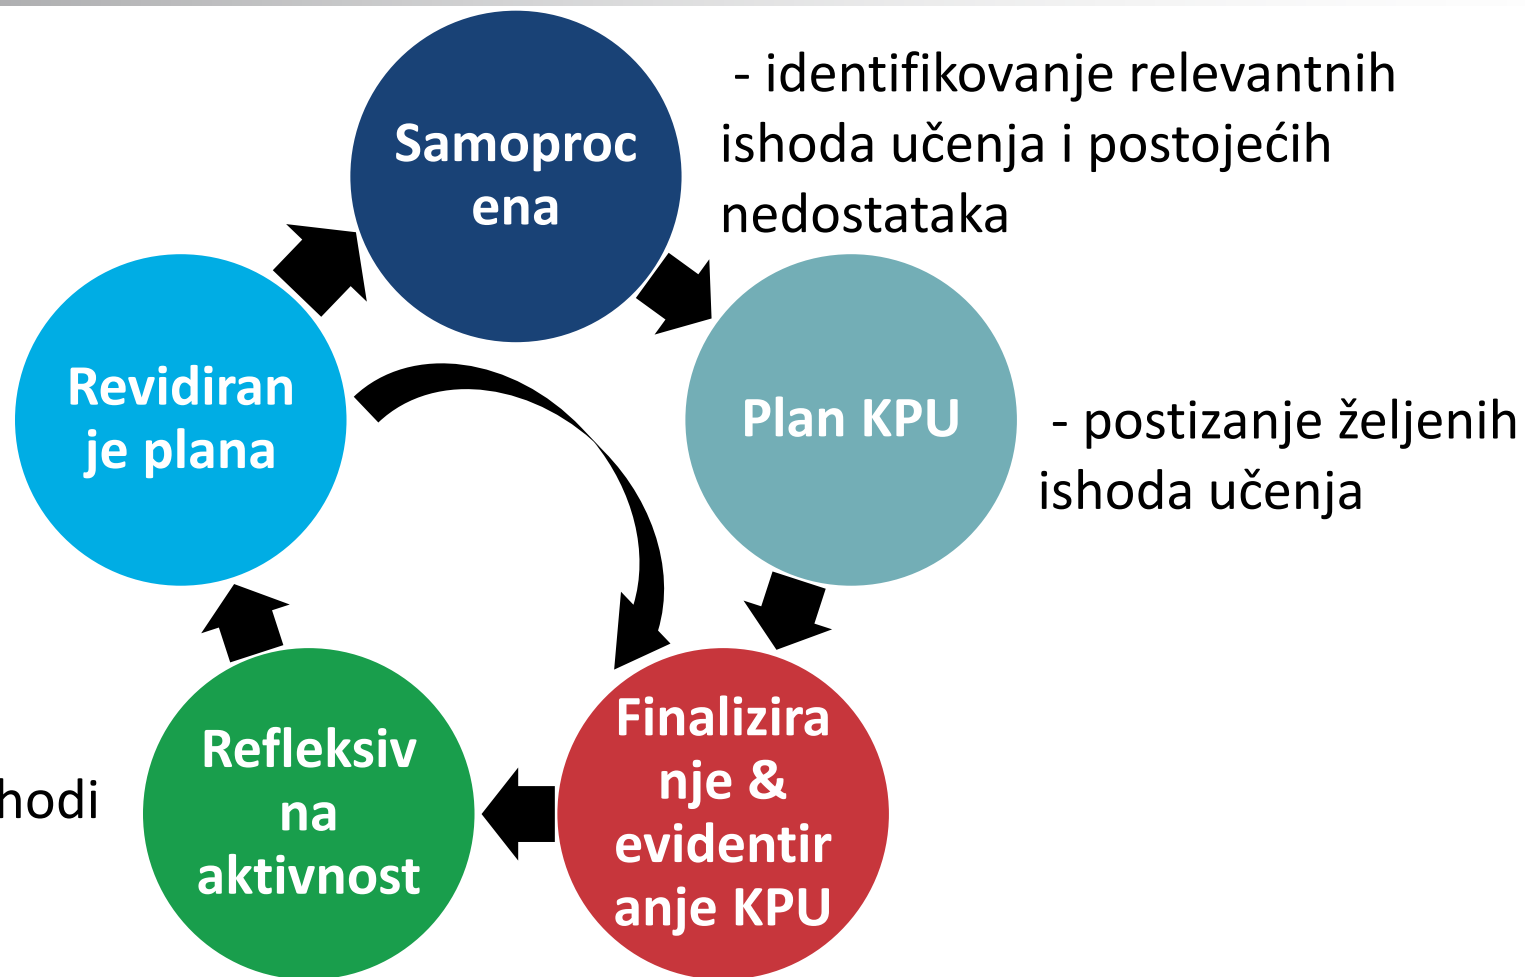 Samoproc
ena
- identifikovanje relevantnih
ishoda učenja i postojećih
nedostataka
Plan KPU
- postizanje željenih
ishoda učenja
Finalizira
nje &
evidentir
anje KPU
Refleksiv
na
aktivnost
hodi
Revidiran
je plana